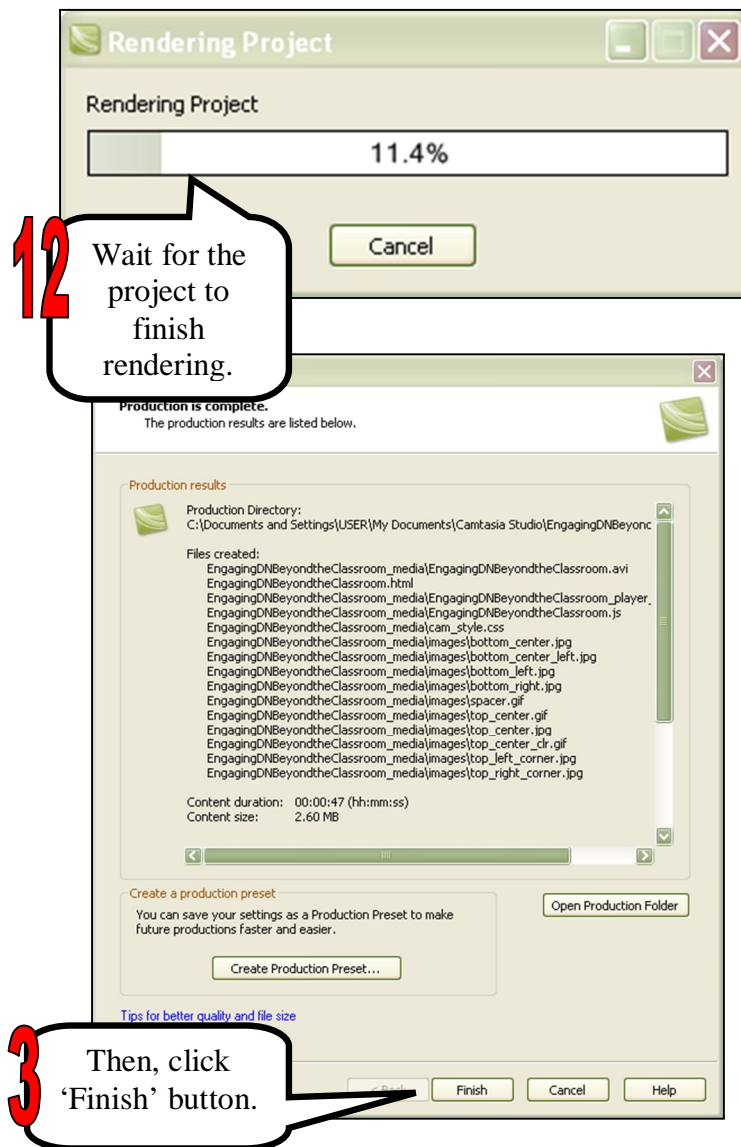 Rendering Project
Rendering Project
11.4%
Cancel
12
Wait for the
project to
finish
rendering.
Production is complete.
The production results are listed below.
Production results
Production Directory:
C:\Documents and Settings\USER\My Documents\Camtasia Studio\EngagingDNBeyond
Files created:
EngagingDNBeyondtheClassroom_media\EngagingDNBeyondtheClassroom.avi
EngagingDNBeyondtheClassroom.html
EngagingDNBeyondtheClassroom_media\EngagingDNBeyondtheClassroom_player_
EngagingDNBeyondtheClassroom_media\EngagingDNBeyondtheClassroom.js
EngagingDNBeyondtheClassroom_media\cam_style.css
EngagingDNBeyondtheClassroom_media\images\bottom_center.jpg
EngagingDNBeyondtheClassroom_media\images\bottom_center_left.jpg
EngagingDNBeyondtheClassroom_media\images\bottom_left.jpg
EngagingDNBeyondtheClassroom_media\images\bottom_right.jpg
EngagingDNBeyondtheClassroom_media\images\spacer.gif
EngagingDNBeyondtheClassroom_media\images\top_center.gif
EngagingDNBeyondtheClassroom_media\images\top_center.jpg
EngagingDNBeyondtheClassroom_media\images\top_center_clr.gif
EngagingDNBeyondtheClassroom_media\images\top_left_corner.jpg
EngagingDNBeyondtheClassroom_media\images\top_right_corner.jpg
Content duration: 00:00:47 (hh:mm:ss)
Content size: 2.60 MB
Create a production preset
You can save your settings as a Production Preset to make
future productions faster and easier.
Create Production Preset...
Open Production Folder
Tips for better quality and file size
3
Then, click
‘Finish’ button.
< Back
Finish
Cancel
Help